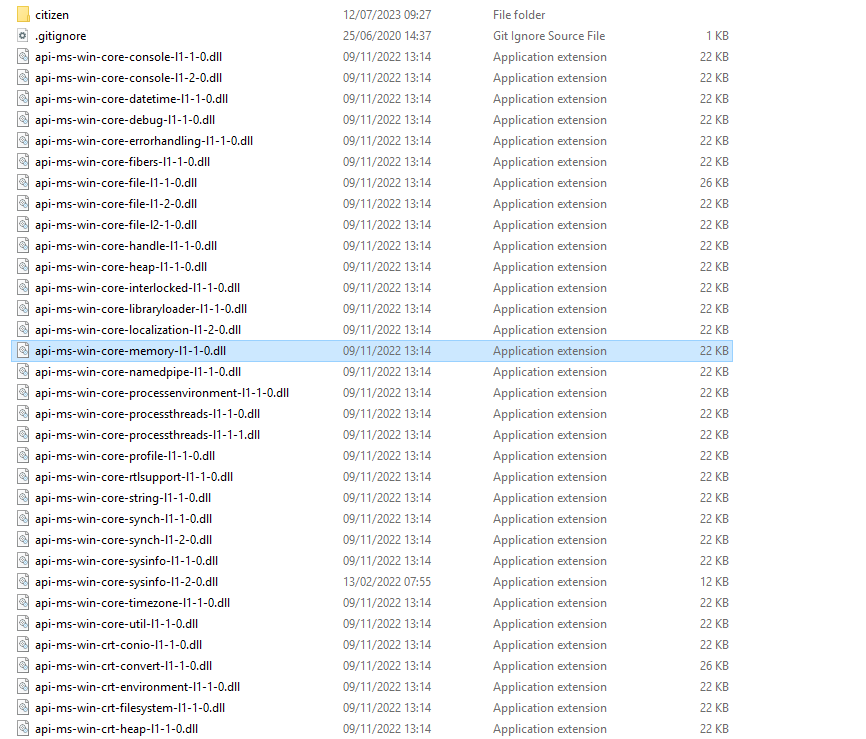 citizen 12/07/2023 09:27 File folder
.gitignore 25/06/2020 14:37 Git Ignore Source File 1 KB
api-ms-win-core-console-l1-1-0.dll 09/11/2022 13:14 Application extension 22 KB
api-ms-win-core-console-l1-2-0.dll 09/11/2022 13:14 Application extension 22 KB
api-ms-win-core-datetime-l1-1-0.dll 09/11/2022 13:14 Application extension 22 KB
api-ms-win-core-debug-l1-1-0.dll 09/11/2022 13:14 Application extension 22 KB
api-ms-win-core-errorhandling-l1-1-0.dll 09/11/2022 13:14 Application extension 22 KB
api-ms-win-core-fibers-l1-1-0.dll 09/11/2022 13:14 Application extension 22 KB
api-ms-win-core-file-l1-1-0.dll 09/11/2022 13:14 Application extension 26 KB
api-ms-win-core-file-l1-2-0.dll 09/11/2022 13:14 Application extension 22 KB
api-ms-win-core-file-l2-1-0.dll 09/11/2022 13:14 Application extension 22 KB
api-ms-win-core-handle-l1-1-0.dll 09/11/2022 13:14 Application extension 22 KB
api-ms-win-core-heap-l1-1-0.dll 09/11/2022 13:14 Application extension 22 KB
api-ms-win-core-interlocked-l1-1-0.dll 09/11/2022 13:14 Application extension 22 KB
api-ms-win-core-libraryloader-l1-1-0.dll 09/11/2022 13:14 Application extension 22 KB
api-ms-win-core-localization-l1-2-0.dll 09/11/2022 13:14 Application extension 22 KB
api-ms-win-core-memory-l1-1-0.dll 09/11/2022 13:14 Application extension 22 KB
api-ms-win-core-namedpipe-l1-1-0.dll 09/11/2022 13:14 Application extension 22 KB
api-ms-win-core-processenvironment-l1-1-0.dll 09/11/2022 13:14 Application extension 22 KB
api-ms-win-core-processthreads-l1-1-0.dll 09/11/2022 13:14 Application extension 22 KB
api-ms-win-core-processthreads-l1-1-1.dll 09/11/2022 13:14 Application extension 22 KB
api-ms-win-core-profile-l1-1-0.dll 09/11/2022 13:14 Application extension 22 KB
api-ms-win-core-rtlsupport-l1-1-0.dll 09/11/2022 13:14 Application extension 22 KB
api-ms-win-core-string-l1-1-0.dll 09/11/2022 13:14 Application extension 22 KB
api-ms-win-core-synch-l1-1-0.dll 09/11/2022 13:14 Application extension 22 KB
api-ms-win-core-synch-l1-2-0.dll 09/11/2022 13:14 Application extension 22 KB
api-ms-win-core-sysinfo-l1-1-0.dll 09/11/2022 13:14 Application extension 22 KB
api-ms-win-core-sysinfo-l1-2-0.dll 13/02/2022 07:55 Application extension 12 KB
api-ms-win-core-timezone-l1-1-0.dll 09/11/2022 13:14 Application extension 22 KB
api-ms-win-core-util-l1-1-0.dll 09/11/2022 13:14 Application extension 22 KB
api-ms-win-crt-conio-l1-1-0.dll 09/11/2022 13:14 Application extension 22 KB
api-ms-win-crt-convert-l1-1-0.dll 09/11/2022 13:14 Application extension 26 KB
api-ms-win-crt-environment-l1-1-0.dll 09/11/2022 13:14 Application extension 22 KB
api-ms-win-crt-filesystem-l1-1-0.dll 09/11/2022 13:14 Application extension 22 KB
api-ms-win-crt-heap-l1-1-0.dll 09/11/2022 13:14 Application extension 22 KB